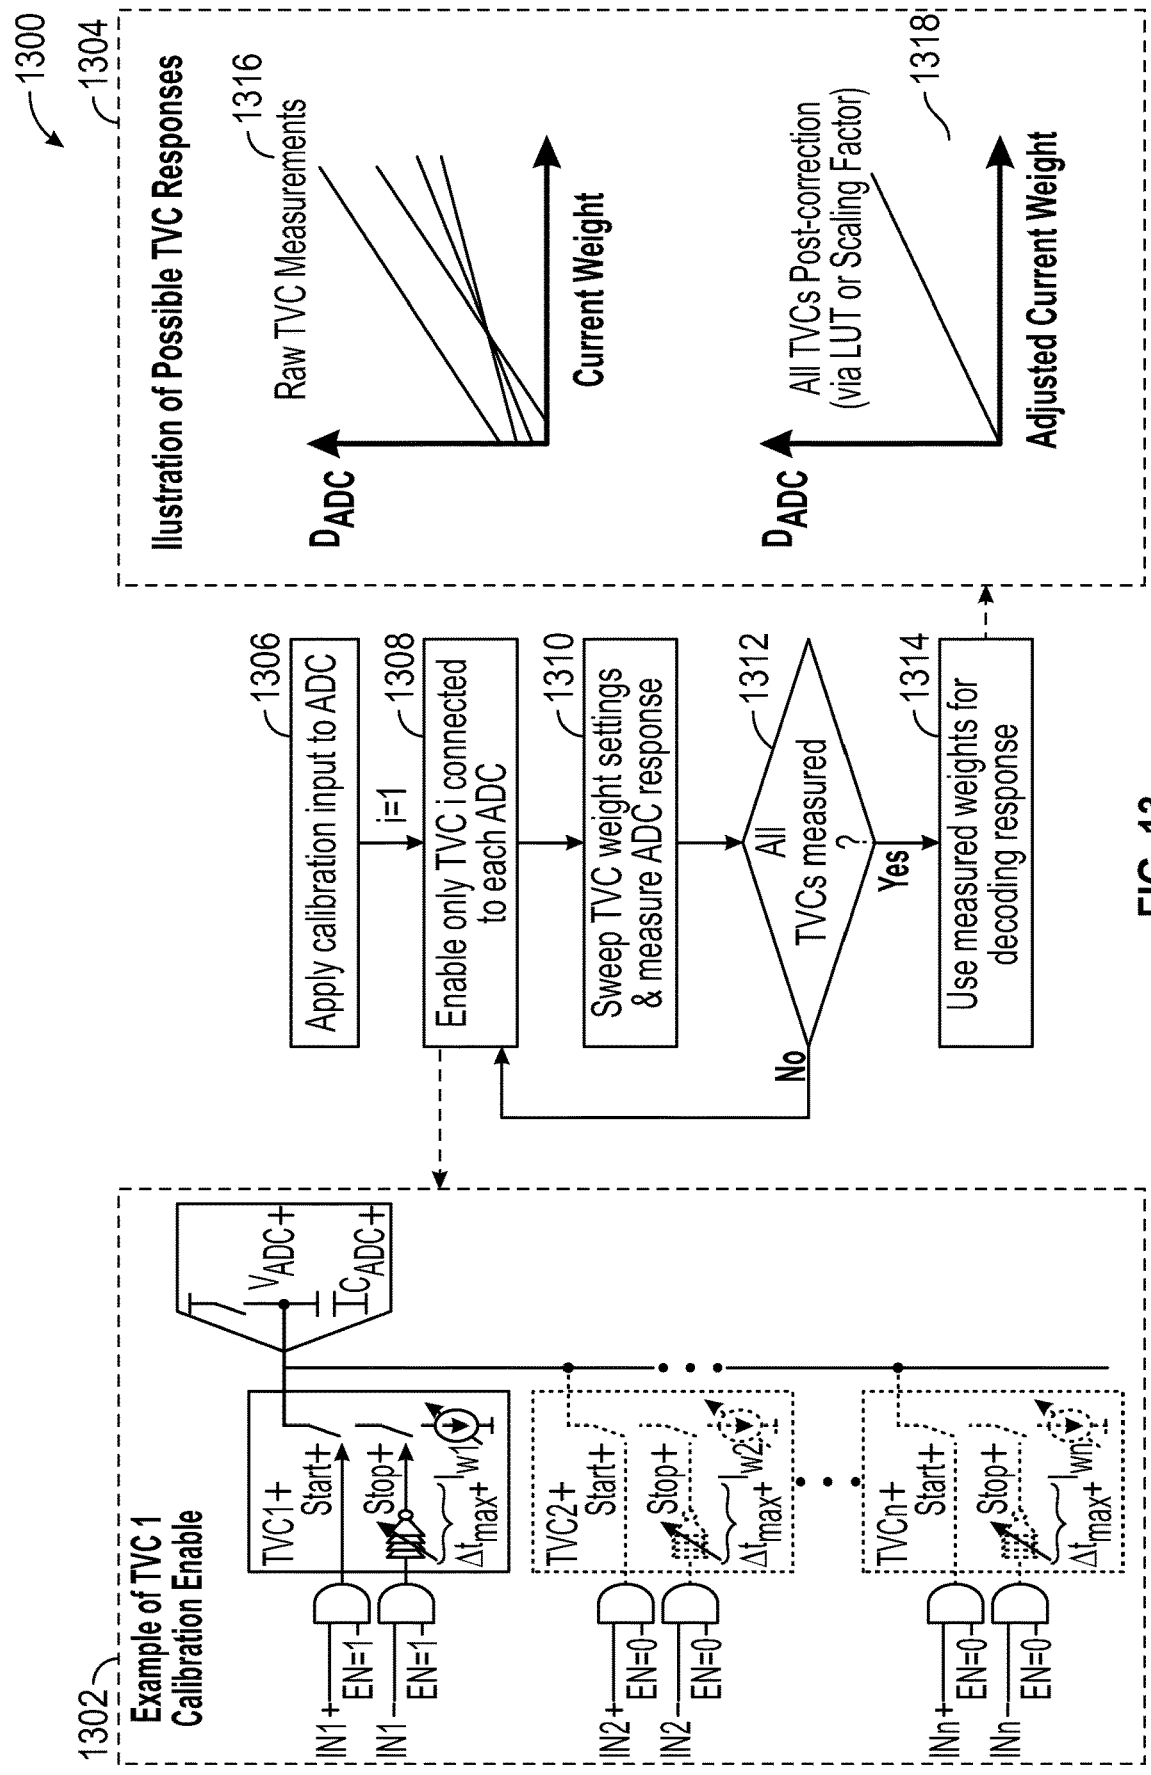 1300
1302
Example of TVC1
Calibration Enable
IN1+
EN=1
IN1-
EN=1
TVC1+
Start+
Stop+
Δtmax+
Iw1
VADC+
CADC+
IN2+
EN=0
IN2-
EN=0
TVC2+
Start+
Stop+
Δtmax+
Iw2
INn+
EN=0
INn-
EN=0
TVCn+
Start+
Stop+
Δtmax+
Iwn
1306
Apply calibration input to ADC
i=1
1308
Enable only TVC i connected
to each ADC
1310
Sweep TVC weight settings
& measure ADC response
1312
All
TVCs measured
?
No
Yes
1314
Use measured weights for
decoding response
1304
Illustration of Possible TVC Responses
1316
Raw TVC Measurements
DADC
Current Weight
All TVCs Post-correction
(via LUT or Scaling Factor)
1318
DADC
Adjusted Current Weight